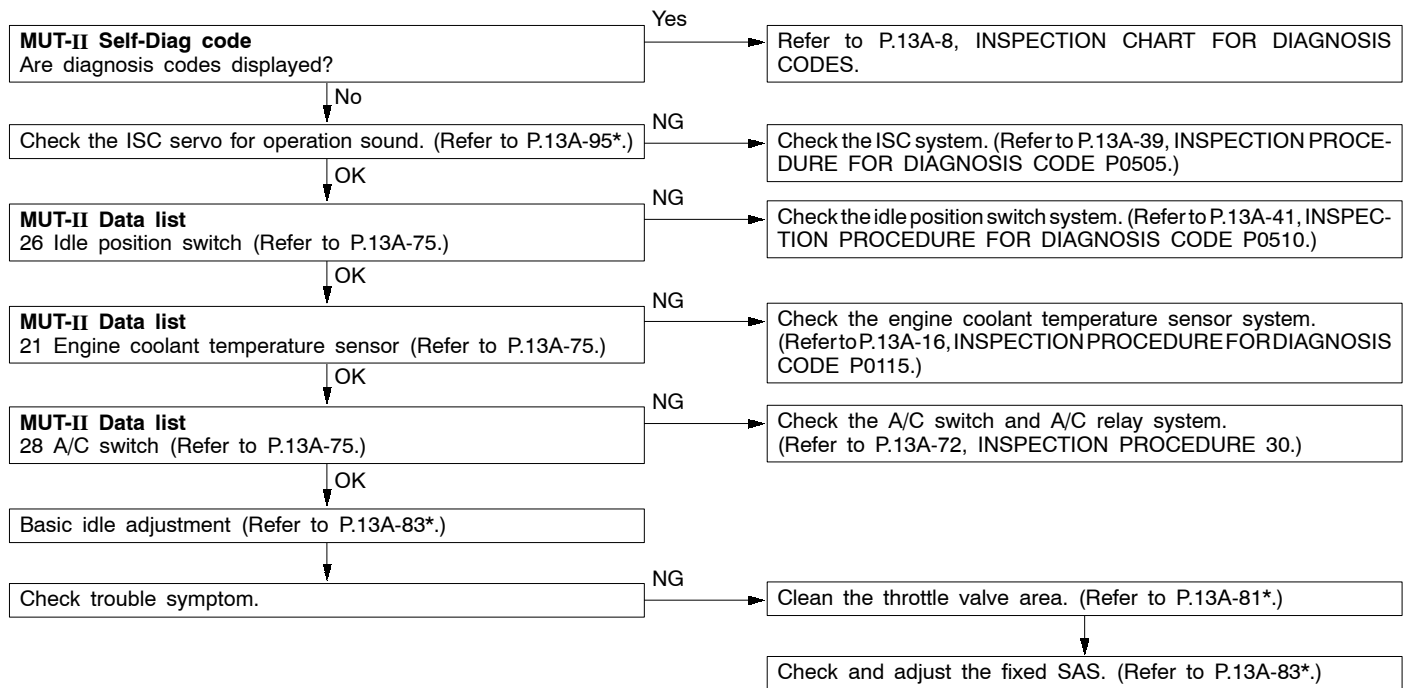 MUT-II Self-Diag code
Are diagnosis codes displayed?
Yes
Refer to P.13A-8, INSPECTION CHART FOR DIAGNOSIS
CODES.
No
Check the ISC servo for operation sound. (Refer to P.13A-95*.)
NG
Check the ISC system. (Refer to P.13A-39, INSPECTION PROCE-
DURE FOR DIAGNOSIS CODE P0505.)
OK
MUT-II Data list
26 Idle position switch (Refer to P.13A-75.)
NG
Check the idle position switch system. (Refer to P.13A-41, INSPEC-
TION PROCEDURE FOR DIAGNOSIS CODE P0510.)
OK
MUT-II Data list
21 Engine coolant temperature sensor (Refer to P.13A-75.)
NG
Check the engine coolant temperature sensor system.
(Refer to P.13A-16, INSPECTION PROCEDURE FOR DIAGNOSIS
CODE P0115.)
OK
MUT-II Data list
28 A/C switch (Refer to P.13A-75.)
NG
Check the A/C switch and A/C relay system.
(Refer to P.13A-72, INSPECTION PROCEDURE 30.)
OK
Basic idle adjustment (Refer to P.13A-83*.)
Check trouble symptom.
NG
Clean the throttle valve area. (Refer to P.13A-81*.)
Check and adjust the fixed SAS. (Refer to P.13A-83*.)